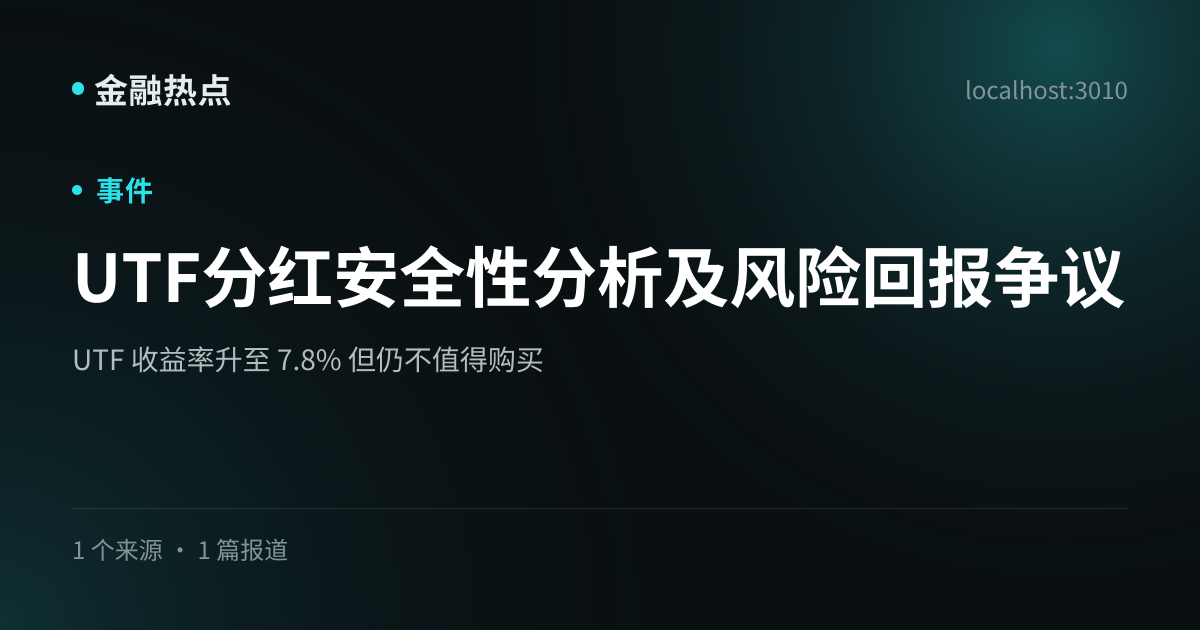 金融热点
localhost:3010
事件
UTF分红安全性分析及风险回报争议
UTF 收益率升至 7.8% 但仍不值得购买
1 个来源 · 1 篇报道